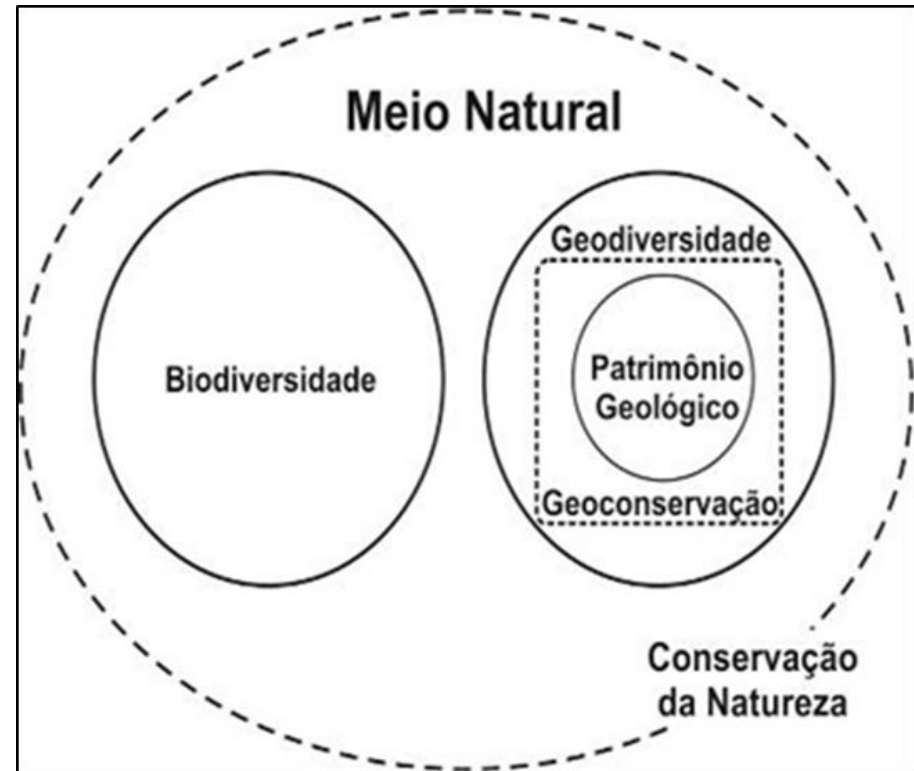 Meio Natural
Geodiversidade
Biodiversidade
Patrimônio
Geológico
Geoconservação
Conservação
da Natureza